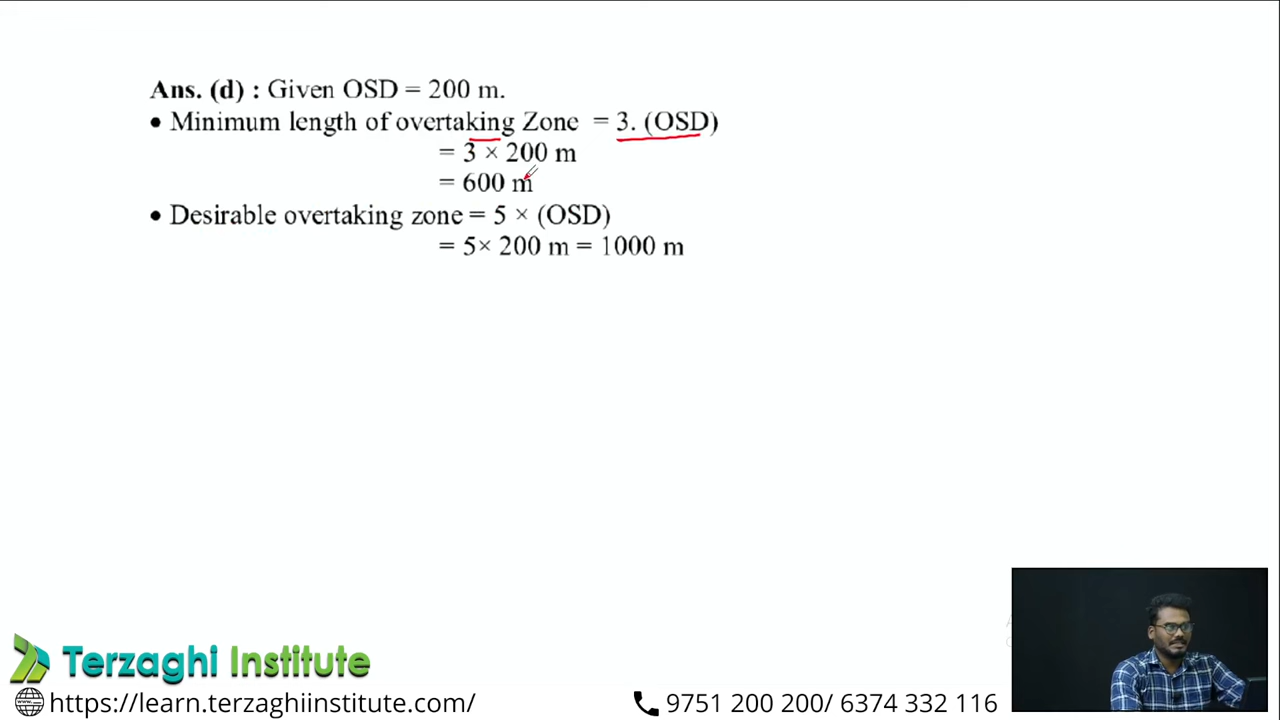 Ans. (d) : Given OSD = 200 m.
• Minimum length of overtaking Zone = 3. (OSD)
= 3 × 200 m
= 600 m
• Desirable overtaking zone = 5 × (OSD)
= 5× 200 m = 1000 m
Terzaghi Institute
https://learn.terzaghiinstitute.com/
9751 200 200/ 6374 332 116